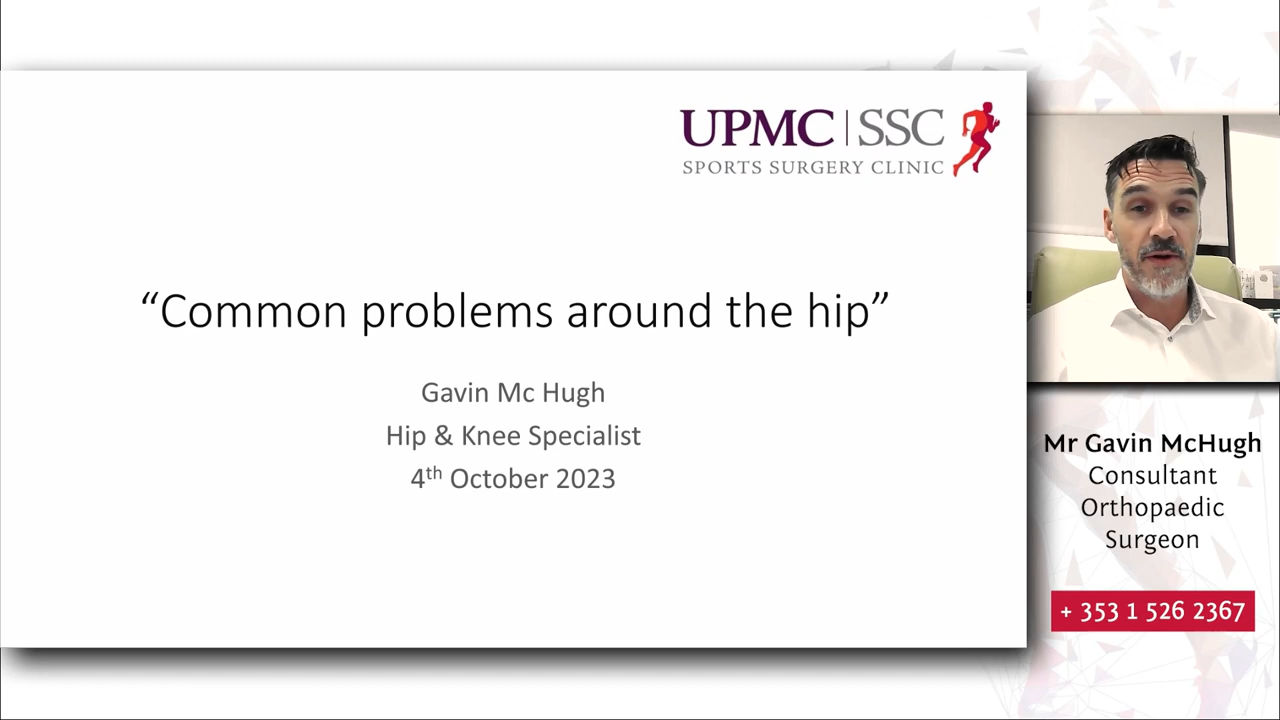 UPMC | SSC
SPORTS SURGERY CLINIC
“Common problems around the hip”
Gavin Mc Hugh
Hip & Knee Specialist
4th October 2023
Mr Gavin McHugh
Consultant
Orthopaedic
Surgeon
+ 353 1 526 2367